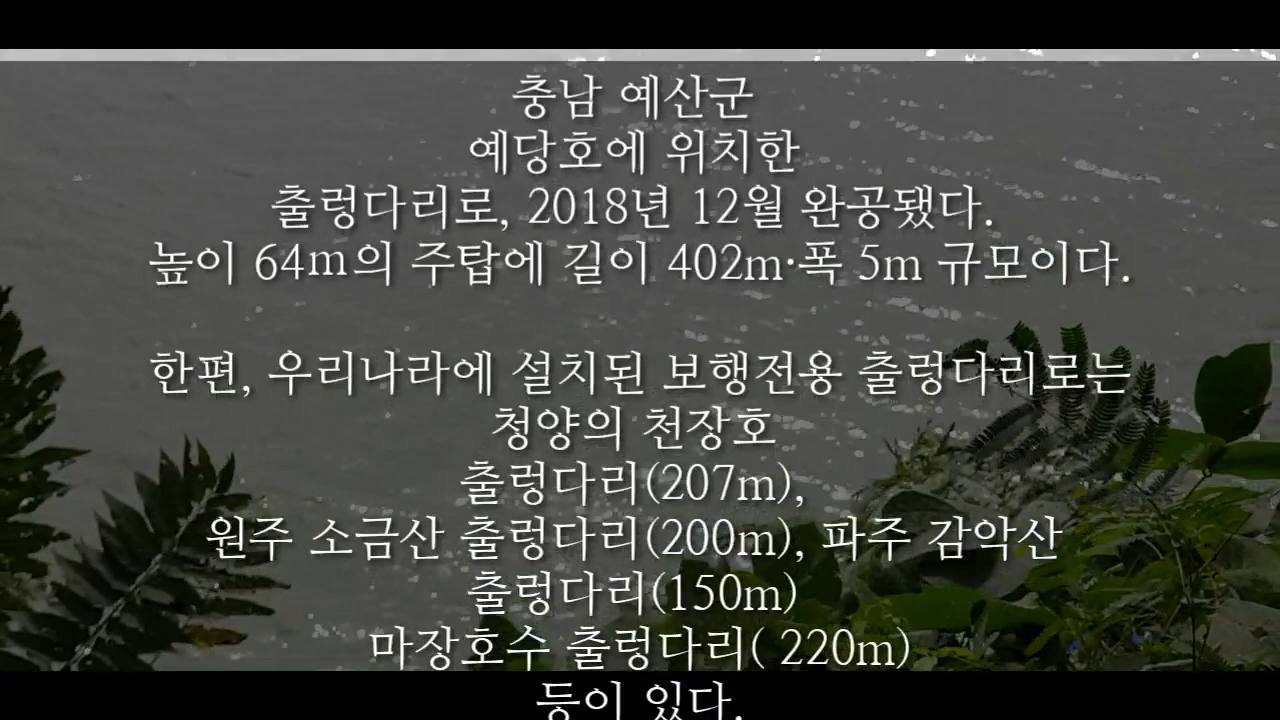 충남 예산군
예당호에 위치한
출렁다리로, 2018년 12월 완공됐다.
높이 64m의 주탑에 길이 402m·폭 5m 규모이다.
한편, 우리나라에 설치된 보행전용 출렁다리로는
청양의 천장호
출렁다리(207m),
원주 소금산 출렁다리(200m), 파주 감악산
출렁다리(150m)
마장호수 출렁다리( 220m)
등이 있다.